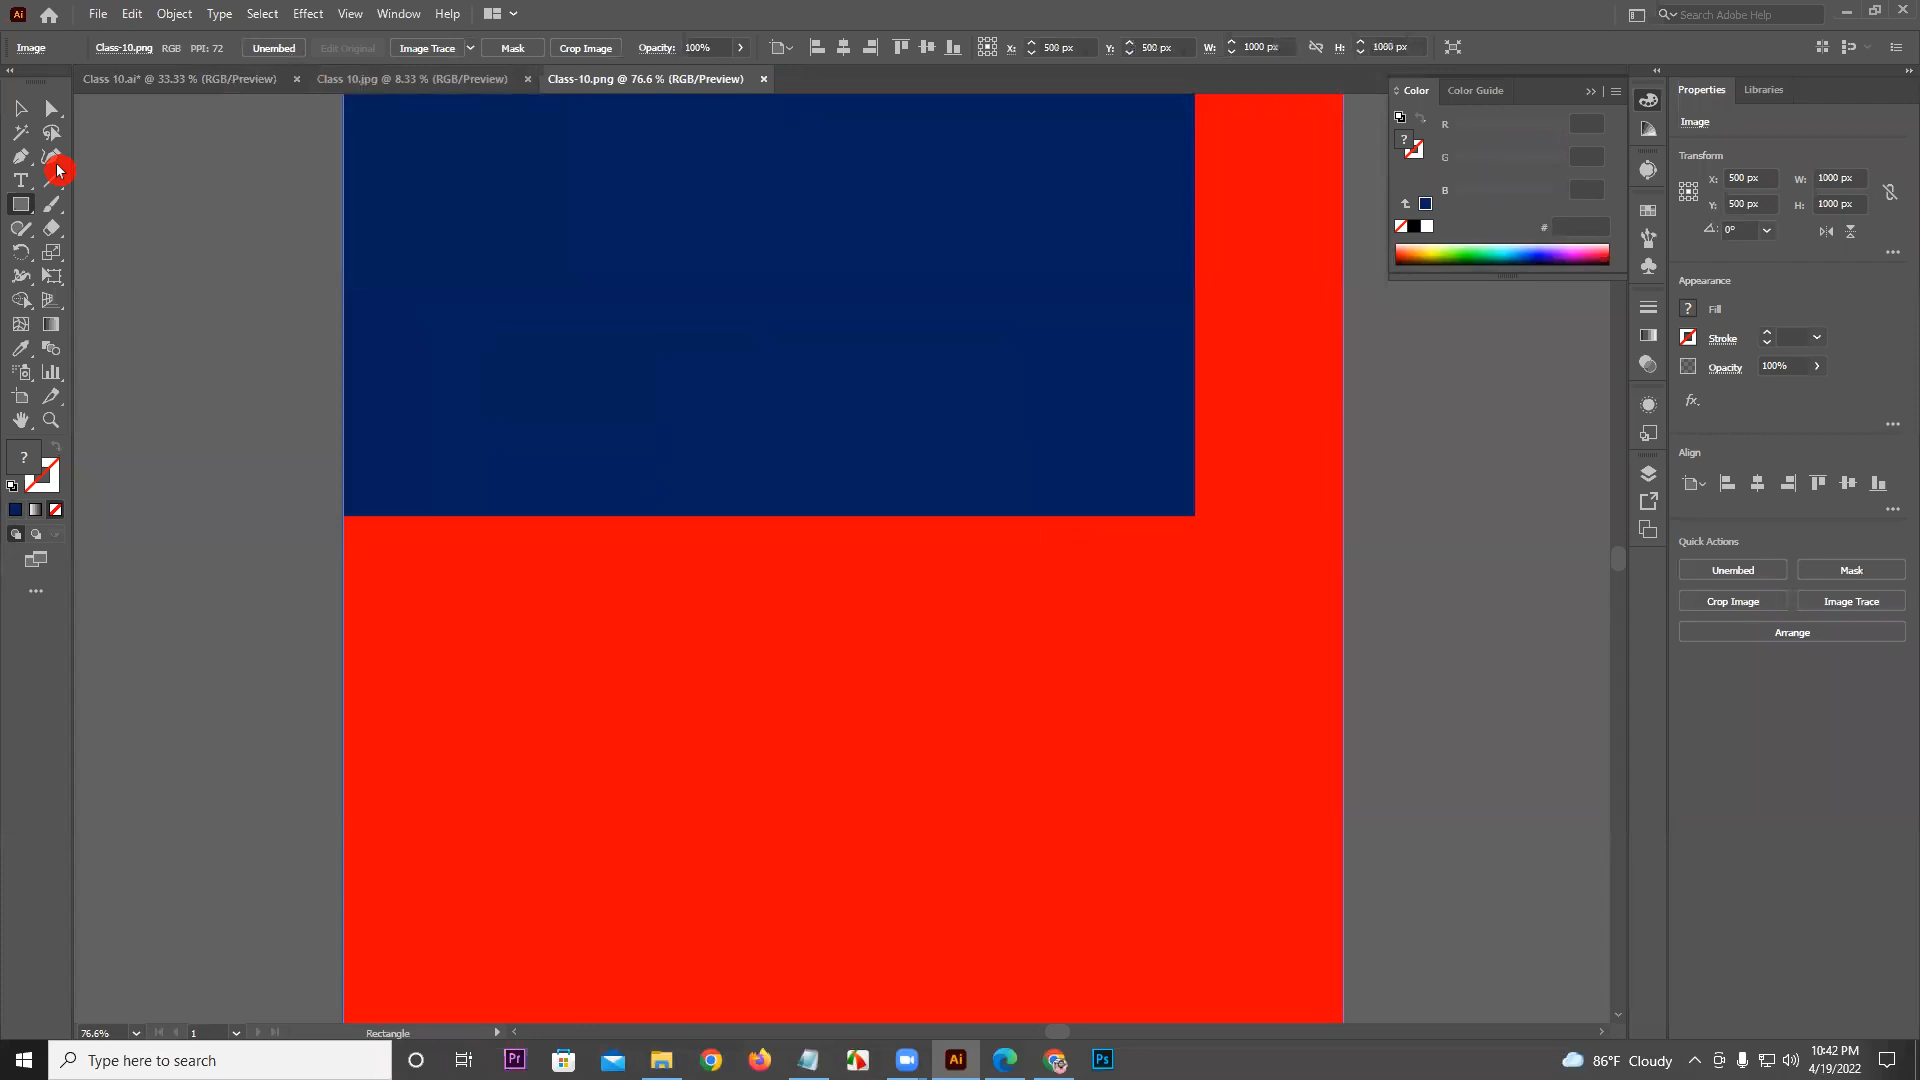 Ai File Edit Object Type Select Effect View Window Help Search Adobe Help
Image Class-10.png RGB PPI: 72 Unembed Edit Original Image Trace Mask Crop Image Opacity: 100% X: 500 px Y: 500 px W: 1000 px H: 1000 px
Class 10.ai* @ 33.33 % (RGB/Preview) × Class 10.jpg @ 8.33 % (RGB/Preview) × Class-10.png @ 76.6 % (RGB/Preview) ×
Color Color Guide
R
G
B
#
Properties Libraries
Image
Transform
X: 500 px W: 1000 px
Y: 500 px H: 1000 px
0°
Appearance
? Fill
Stroke
Opacity 100%
fx.
Align
Quick Actions
Unembed Mask
Crop Image Image Trace
Arrange
T
?
?
76.6% 1 Rectangle
Type here to search Pr Ai Ps 86°F Cloudy 10:42 PM
4/19/2022